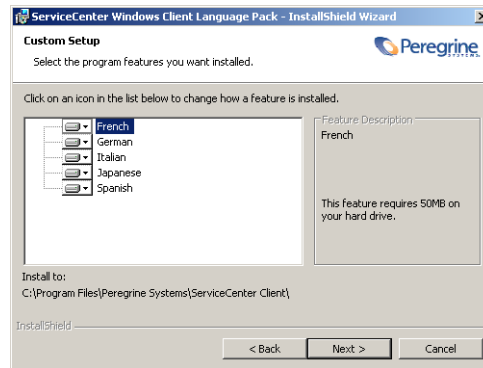 ServiceCenter Windows Client Language Pack - InstallShield Wizard
Custom Setup
Select the program features you want installed.
Peregrine
SYSTEMS
Click on an icon in the list below to change how a feature is installed.
French
German
Italian
Japanese
Spanish
Feature Description
French
This feature requires 50MB on
your hard drive.
Install to:
C:\Program Files\Peregrine Systems\ServiceCenter Client\
InstallShield
< Back
Next >
Cancel